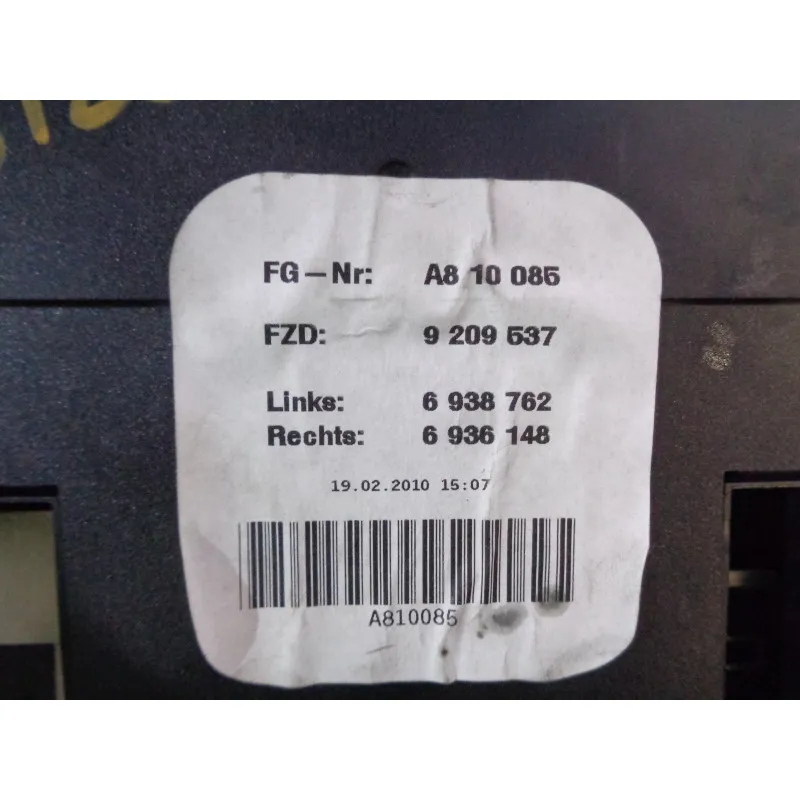 FG-Nr: A8 10 085
FZD: 9 209 537
Links: 6 938 762
Rechts: 6 936 148
19.02.2010 15:07
A810085